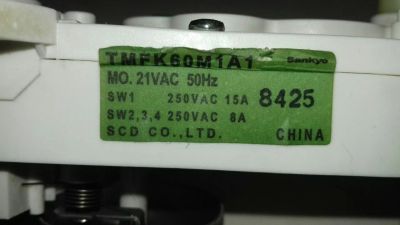 TMFK60M1A1 Sankyo
MO. 21VAC 50Hz
SW1 250VAC 15A 8425
SW2,3,4 250VAC 8A
SCD CO.,LTD. CHINA